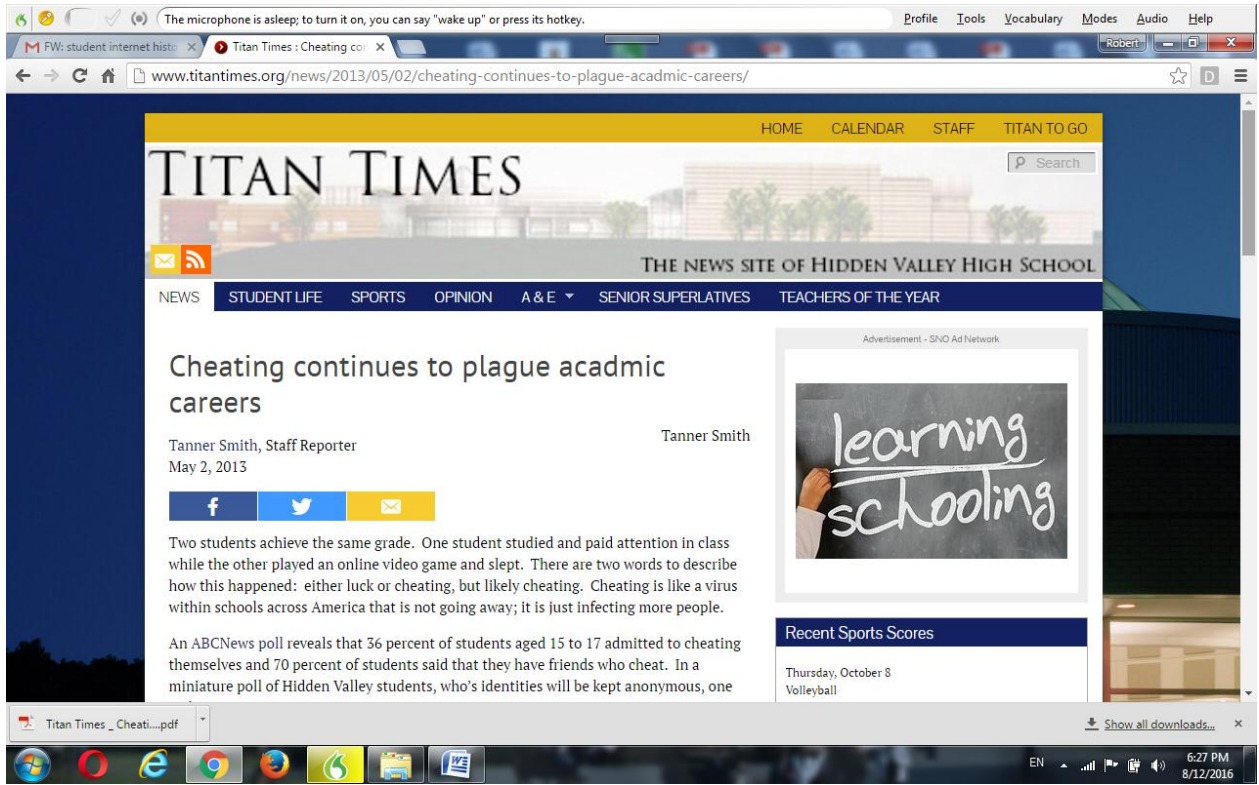 The microphone is asleep; to turn it on, you can say "wake up" or press its hotkey.
Profile Tools Vocabulary Modes Audio Help
FW: student internet histo
Titan Times : Cheating con
Robert
www.titantimes.org/news/2013/05/02/cheating-continues-to-plague-acadmic-careers/
HOME CALENDAR STAFF TITAN TO GO
TITAN TIMES
Search
THE NEWS SITE OF HIDDEN VALLEY HIGH SCHOOL
NEWS STUDENT LIFE SPORTS OPINION A & E SENIOR SUPERLATIVES TEACHERS OF THE YEAR
Cheating continues to plague acadmic
careers
Tanner Smith, Staff Reporter
May 2, 2013
Tanner Smith
Two students achieve the same grade. One student studied and paid attention in class
while the other played an online video game and slept. There are two words to describe
how this happened: either luck or cheating, but likely cheating. Cheating is like a virus
within schools across America that is not going away; it is just infecting more people.
An ABCNews poll reveals that 36 percent of students aged 15 to 17 admitted to cheating
themselves and 70 percent of students said that they have friends who cheat. In a
miniature poll of Hidden Valley students, who's identities will be kept anonymous, one
Advertisement - SNO Ad Network
learning
schooling
Recent Sports Scores
Thursday, October 8
Volleyball
Titan Times _ Cheati....pdf
Show all downloads...
EN
6:27 PM
8/12/2016